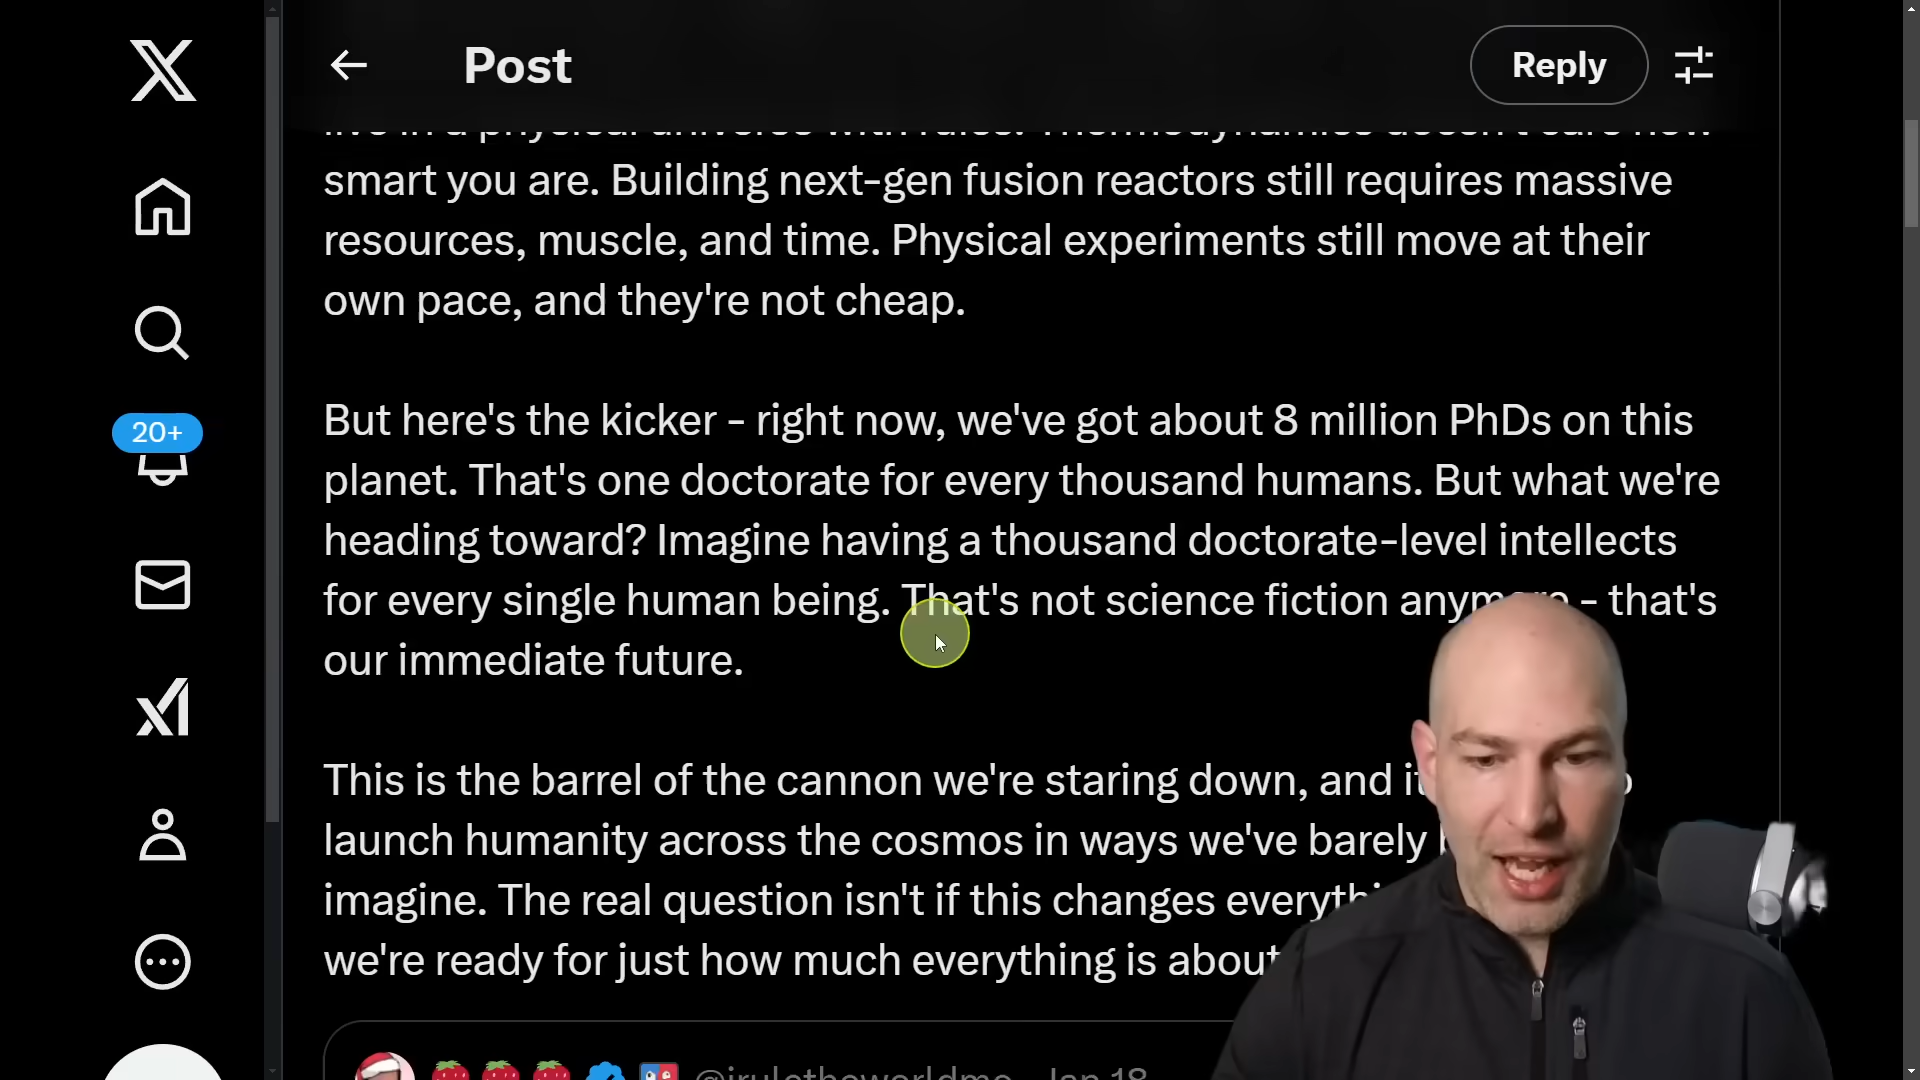 Post
Reply
smart you are. Building next-gen fusion reactors still requires massive
resources, muscle, and time. Physical experiments still move at their
own pace, and they're not cheap.
20+
But here's the kicker - right now, we've got about 8 million PhDs on this
planet. That's one doctorate for every thousand humans. But what we're
heading toward? Imagine having a thousand doctorate-level intellects
for every single human being. That's not science fiction anymore - that's
our immediate future.
This is the barrel of the cannon we're staring down, and
launch humanity across the cosmos in ways we've barely
imagine. The real question isn't if this changes
we're ready for just how much everything is about
@iruletheworldmo Jan 18